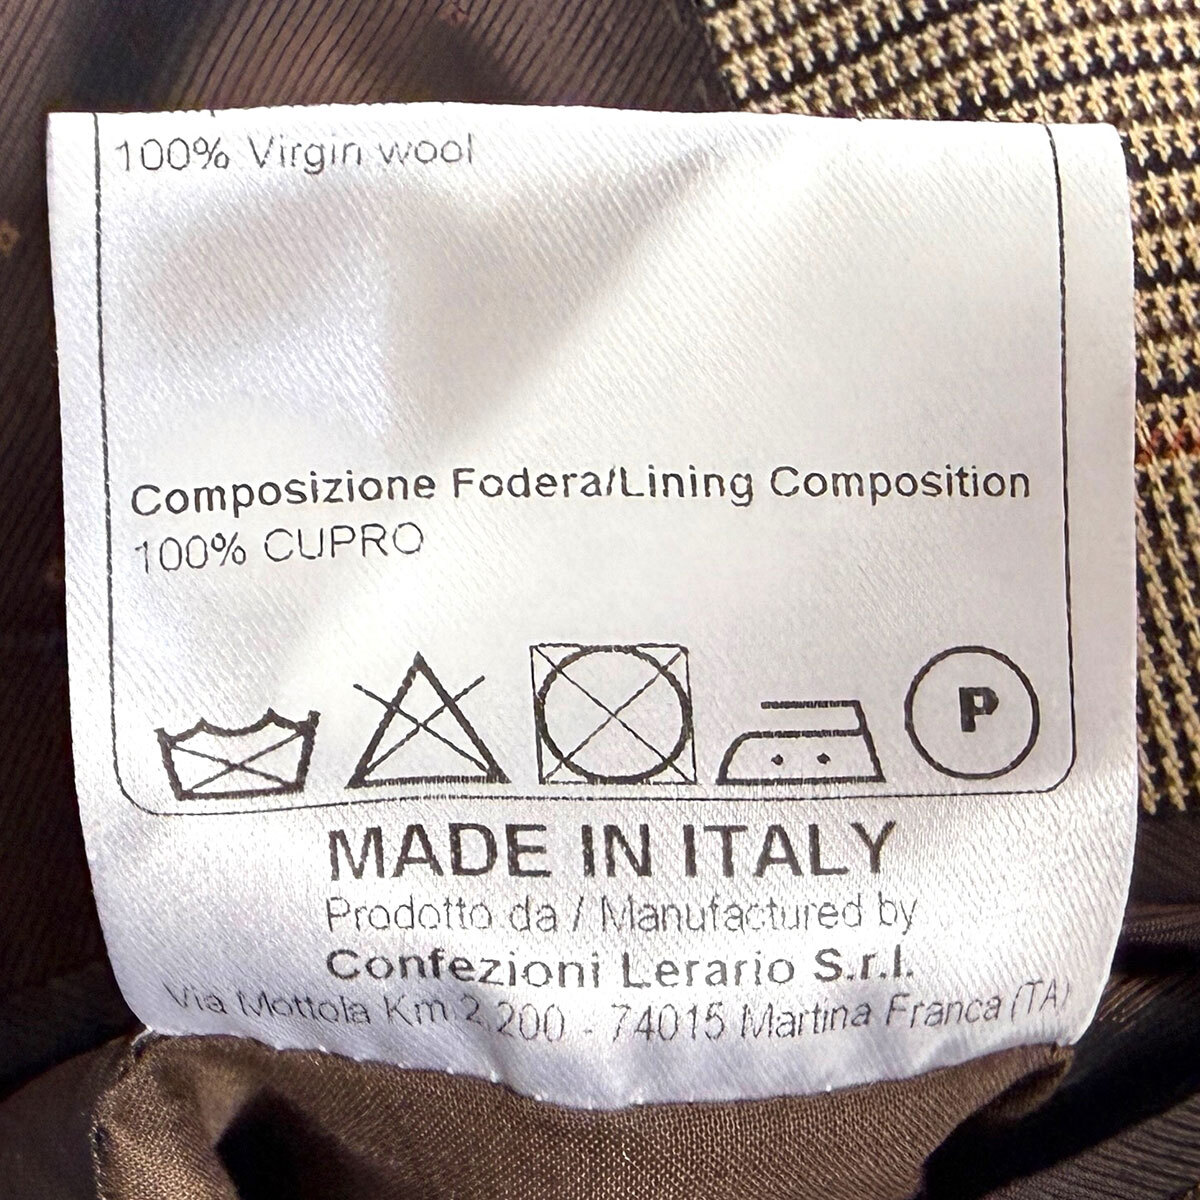 100% Virgin wool
Composizione Fodera/Lining Composition
100% CUPRO
P
MADE IN ITALY
Prodotto da / Manufactured by
Confezioni Lerario S.r.l.
Via Mottola Km 2,200 - 74015 Martina Franca (TA)